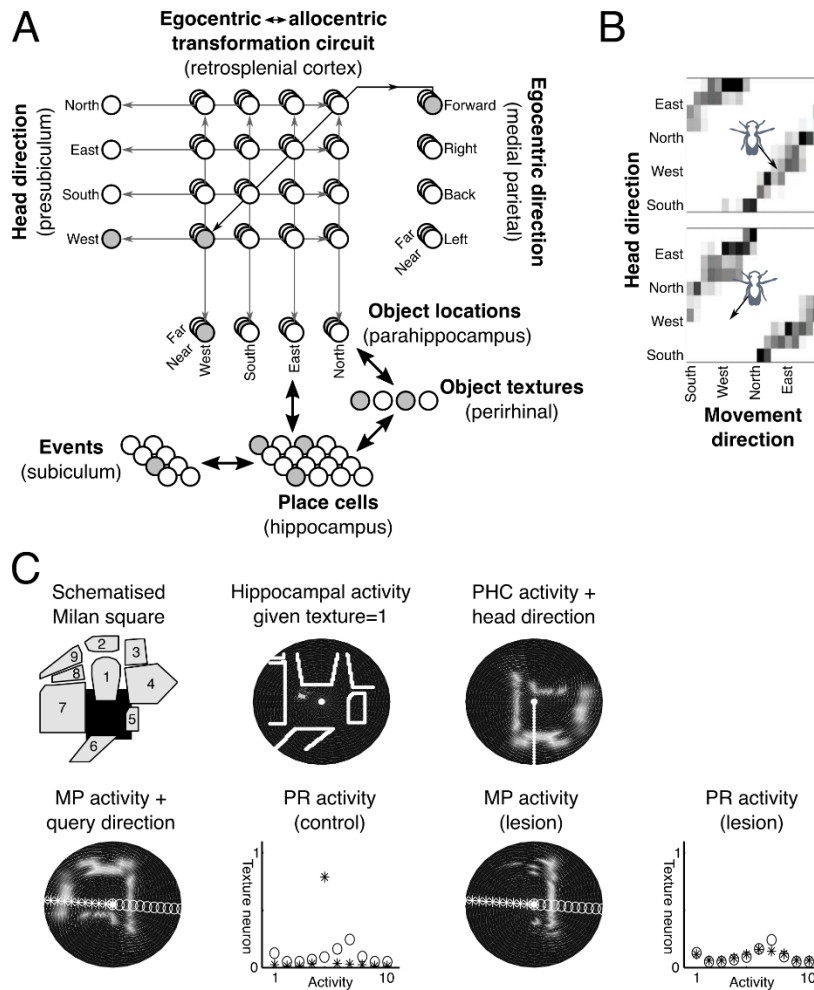 A
Egocentric ↔ allocentric
transformation circuit
(retrosplenial cortex)
Head direction
(presubiculum)
North
East
South
West
Forward
Right
Back
Left
Far
Near
Egocentric direction
(medial parietal)
Far
Near
West
South
East
North
Object locations
(parahippocampus)
Object textures
(perirhinal)
Events
(subiculum)
Place cells
(hippocampus)
B
Head direction
East
North
West
South
East
North
West
South
South
West
North
East
Movement
direction
C
Schematised
Milan square
1
2
3
4
5
6
7
8
9
Hippocampal activity
given texture=1
PHC activity +
head direction
MP activity +
query direction
PR activity
(control)
Texture neuron
1
0
1
10
Activity
MP activity
(lesion)
PR activity
(lesion)
Texture neuron
1
0
1
10
Activity